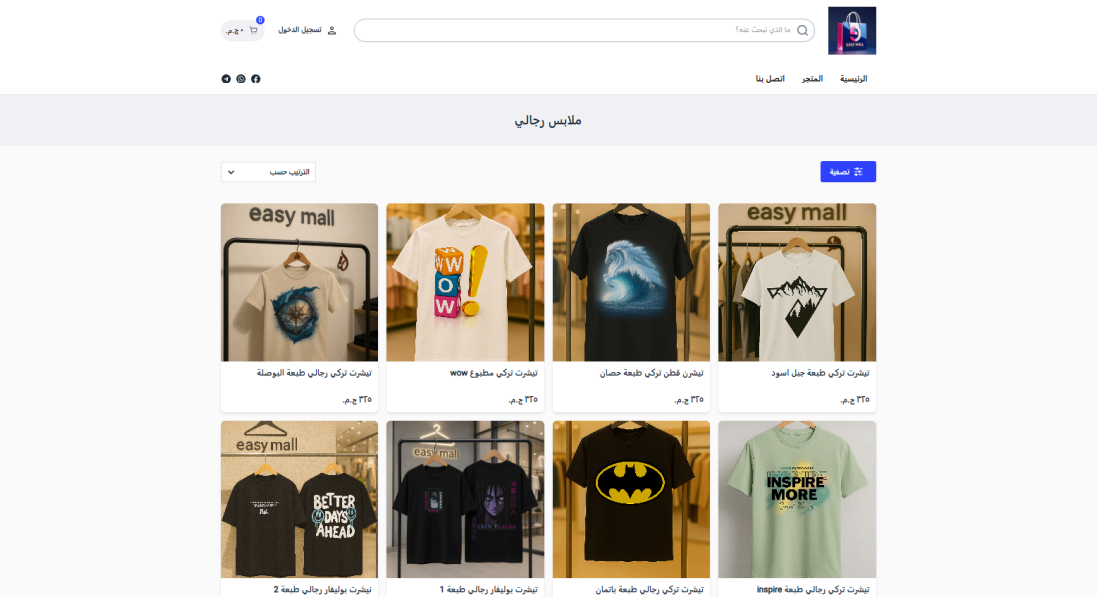 EASY MALL
ما الذي تبحث عنه؟
تسجيل الدخول
0
٠ ج.م.
الرئيسية
المتجر
اتصل بنا
ملابس رجالي
تصفية
الترتيب حسب
easy mall
تيشرت تركي طبعة جبل اسود
٣٢٥ ج.م.
تيشرن قطن تركي طبعة حصان
٣٢٥ ج.م.
WOW!
تيشرت تركي مطبوع wow
٣٢٥ ج.م.
easy mall
تيشرت تركي رجالي طبعة البوصلة
٣٢٥ ج.م.
INSPIRE
MORE
تيشرت تركي رجالي طبعة inspire
تيشرت تركي رجالي طبعة باتمان
easy mall
EREN YEAGER
تيشرت بوليفار رجالي طبعة 1
easy mall
BETTER
DAYS
AHEAD
تيشرت بوليفار رجالي طبعة 2